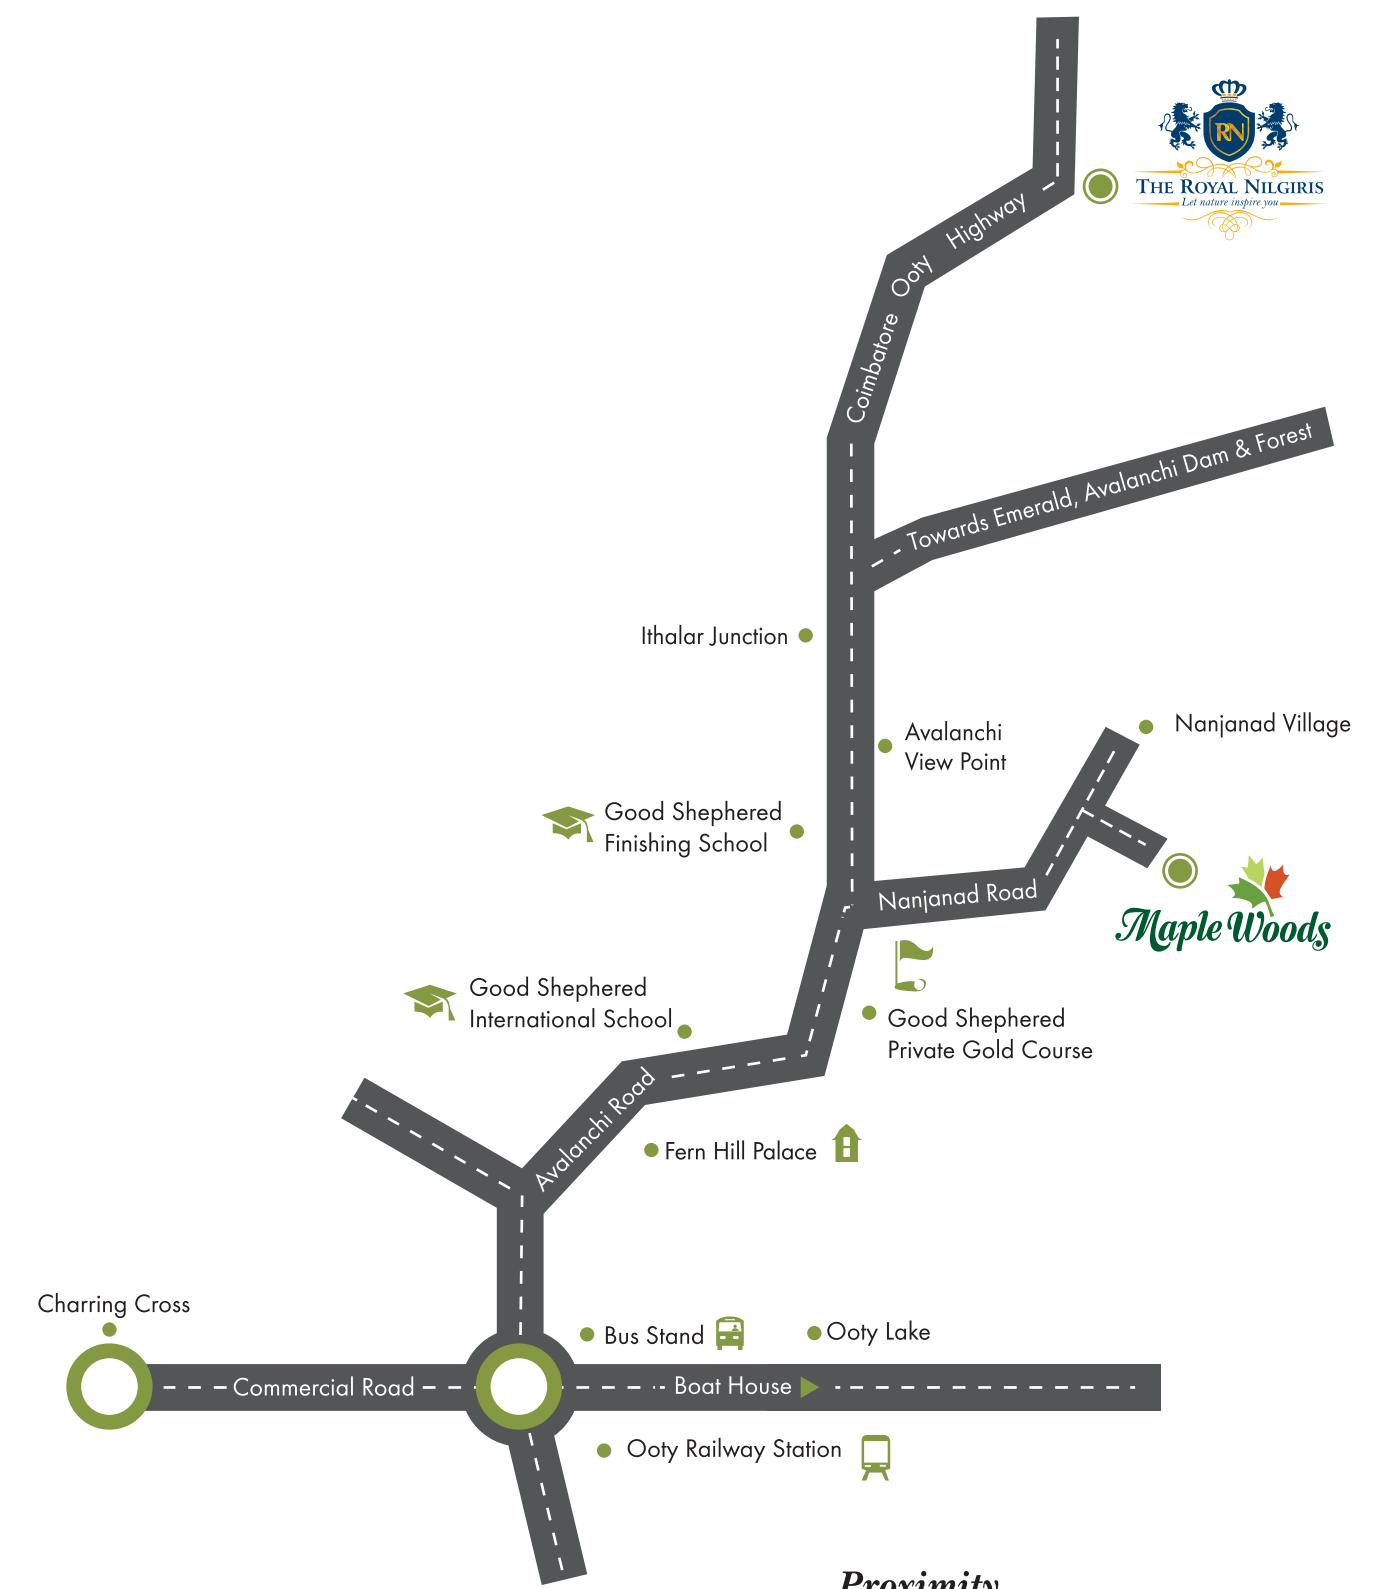 RN
THE ROYAL NILGIRIS
Let nature inspire you
Coimbatore Ooty Highway
Towards Emerald, Avalanchi Dam & Forest
Ithalar Junction
Avalanchi
View Point
Nanjanad Village
Good Shephered
Finishing School
Nanjanad Road
Maple Woods
Good Shephered
International School
Good Shephered
Private Gold Course
Avalanchi Road
Fern Hill Palace
Charring Cross
Bus Stand
Ooty Lake
Commercial Road
Boat House
Ooty Railway Station
Proximity